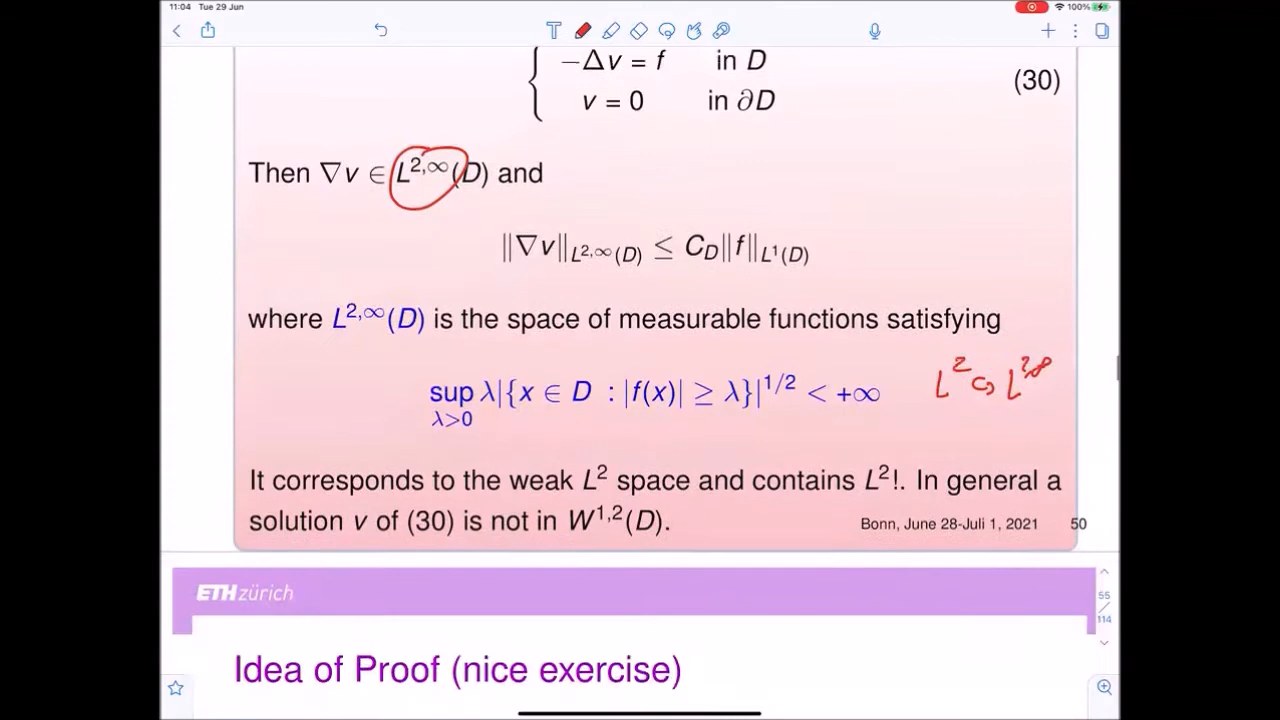 11:04 Tue 29 Jun
100%
T
−Δv = f in D
v = 0 in ∂D
(30)
Then ∇v ∈ L^{2,∞}(D) and
‖∇v‖_{L^{2,∞}(D)} ≤ C_D‖f‖_{L^1(D)}
where L^{2,∞}(D) is the space of measurable functions satisfying
sup_{λ>0} λ|{x ∈ D : |f(x)| ≥ λ}|^{1/2} < +∞
L^2 ↪ L^{2,∞}
It corresponds to the weak L^2 space and contains L^2!. In general a
solution v of (30) is not in W^{1,2}(D).
Bonn, June 28-Juli 1, 2021 50
ETH zürich
55
/
114
Idea of Proof (nice exercise)